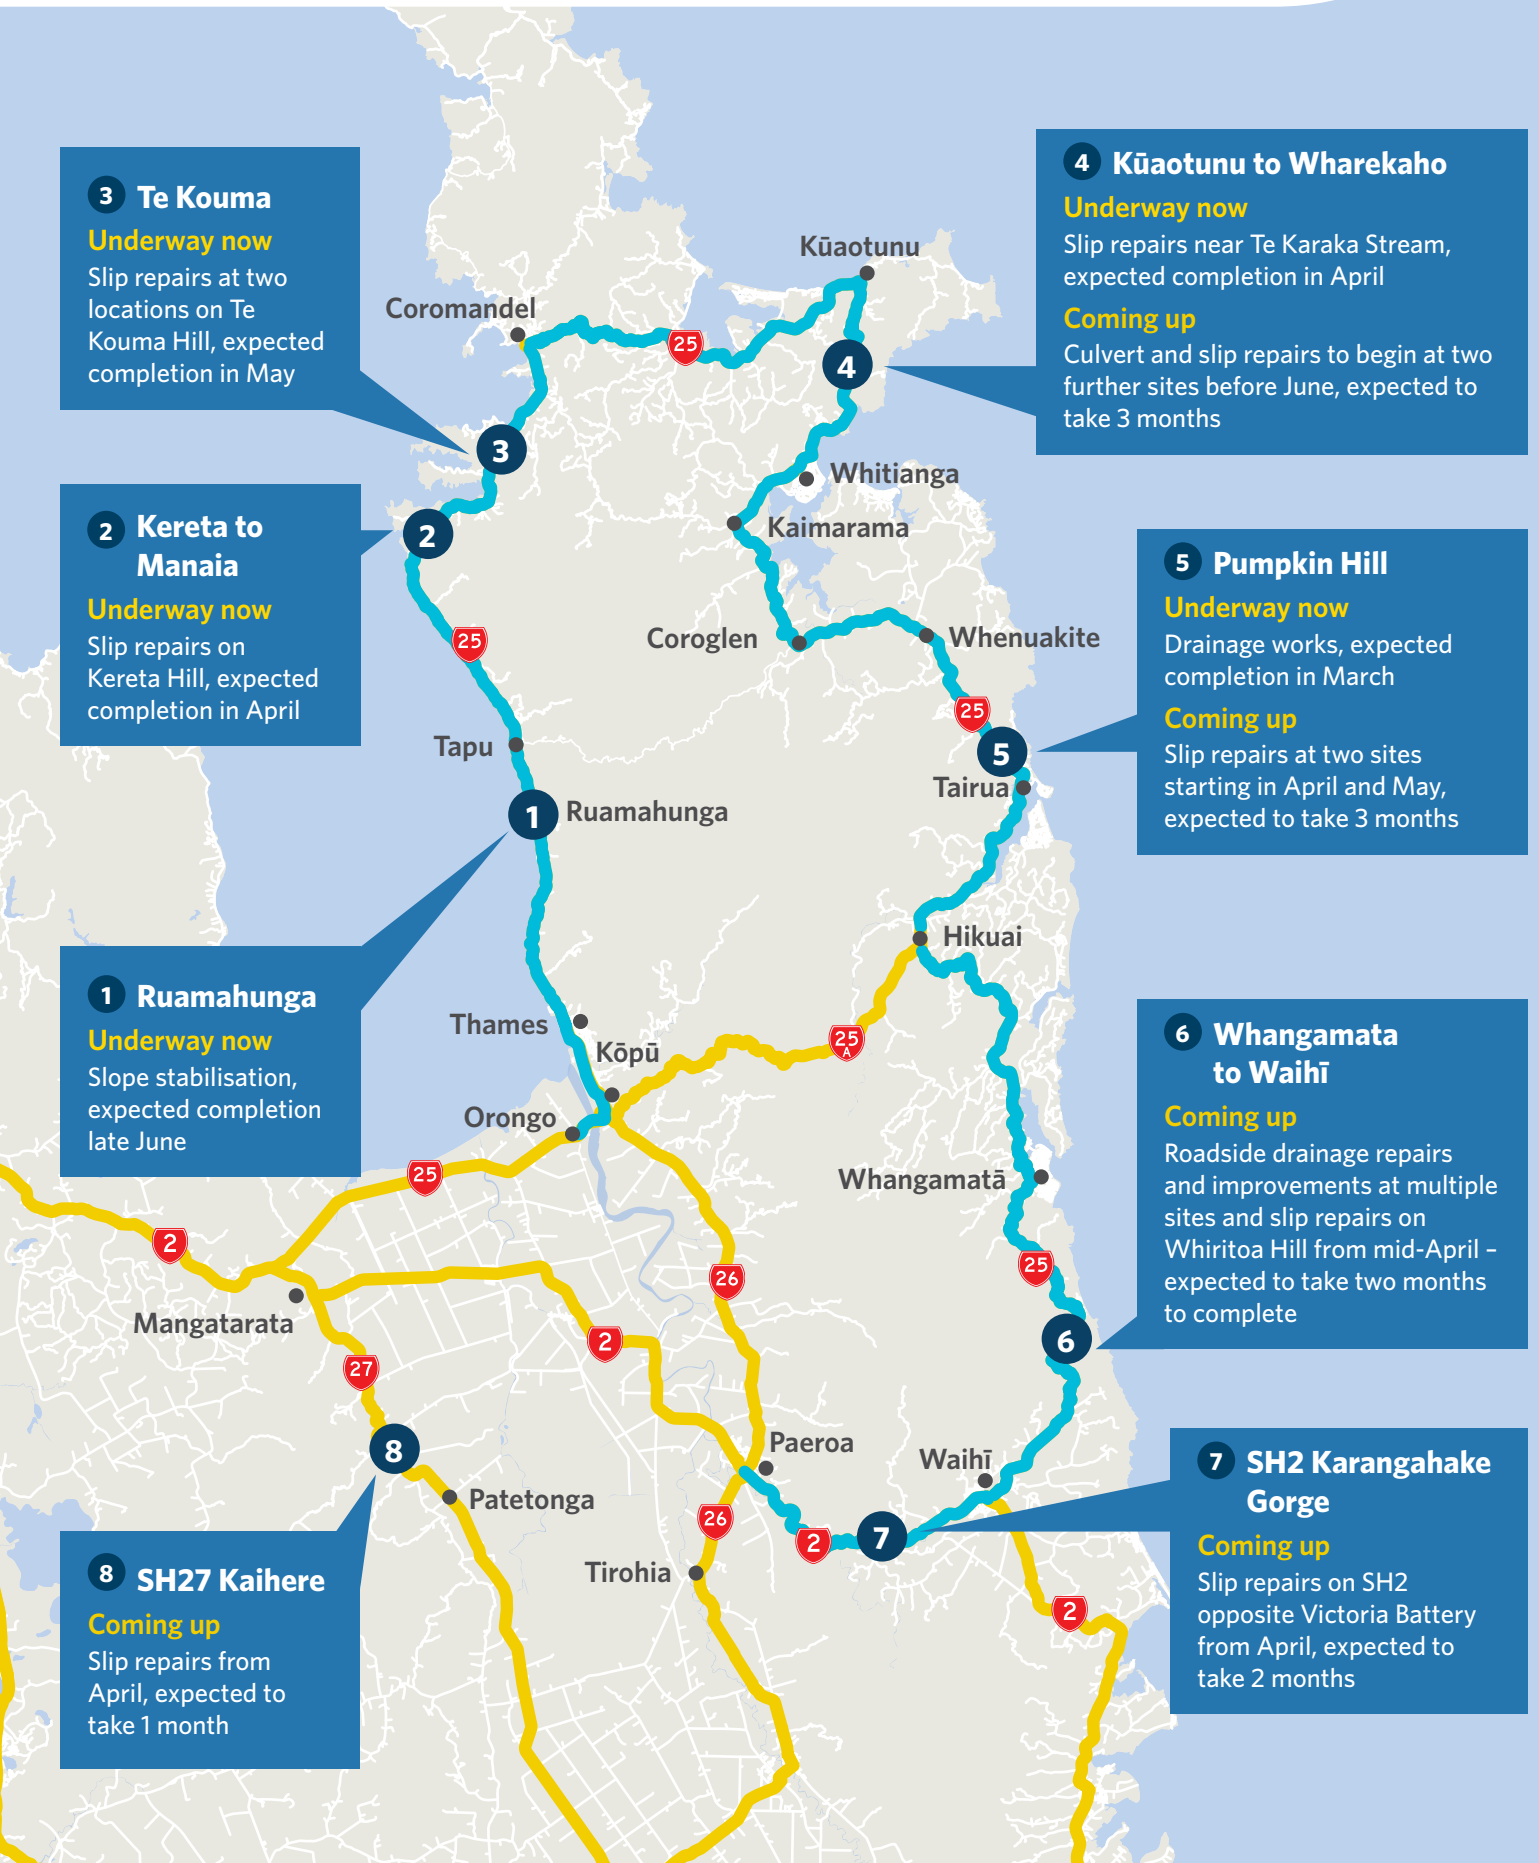 3 Te Kouma
Underway now
Slip repairs at two
locations on Te
Kouma Hill, expected
completion in May
4 Kūaotunu to Wharekaho
Underway now
Slip repairs near Te Karaka Stream,
expected completion in April
Coming up
Culvert and slip repairs to begin at two
further sites before June, expected to
take 3 months
Kūaotunu
Coromandel
25
4
3
Whitianga
2 Kereta to
Manaia
Underway now
Slip repairs on
Kereta Hill, expected
completion in April
2
Kaimarama
5 Pumpkin Hill
Underway now
Drainage works, expected
completion in March
Coming up
Slip repairs at two sites
starting in April and May,
expected to take 3 months
25
Coroglen
Whenuakite
25
5
Tapu
Tairua
1
Ruamahunga
Hikuai
1 Ruamahunga
Underway now
Slope stabilisation,
expected completion
late June
Thames
Kōpū
25
A
6 Whangamata
to Waihī
Coming up
Roadside drainage repairs
and improvements at multiple
sites and slip repairs on
Whiritoa Hill from mid-April –
expected to take two months
to complete
Orongo
25
Whangamatā
2
26
25
Mangatarata
2
6
27
8
Paeroa
Waihī
7 SH2 Karangahake
Gorge
Coming up
Slip repairs on SH2
opposite Victoria Battery
from April, expected to
take 2 months
Patetonga
26
2
7
8 SH27 Kaihere
Coming up
Slip repairs from
April, expected to
take 1 month
Tirohia
2